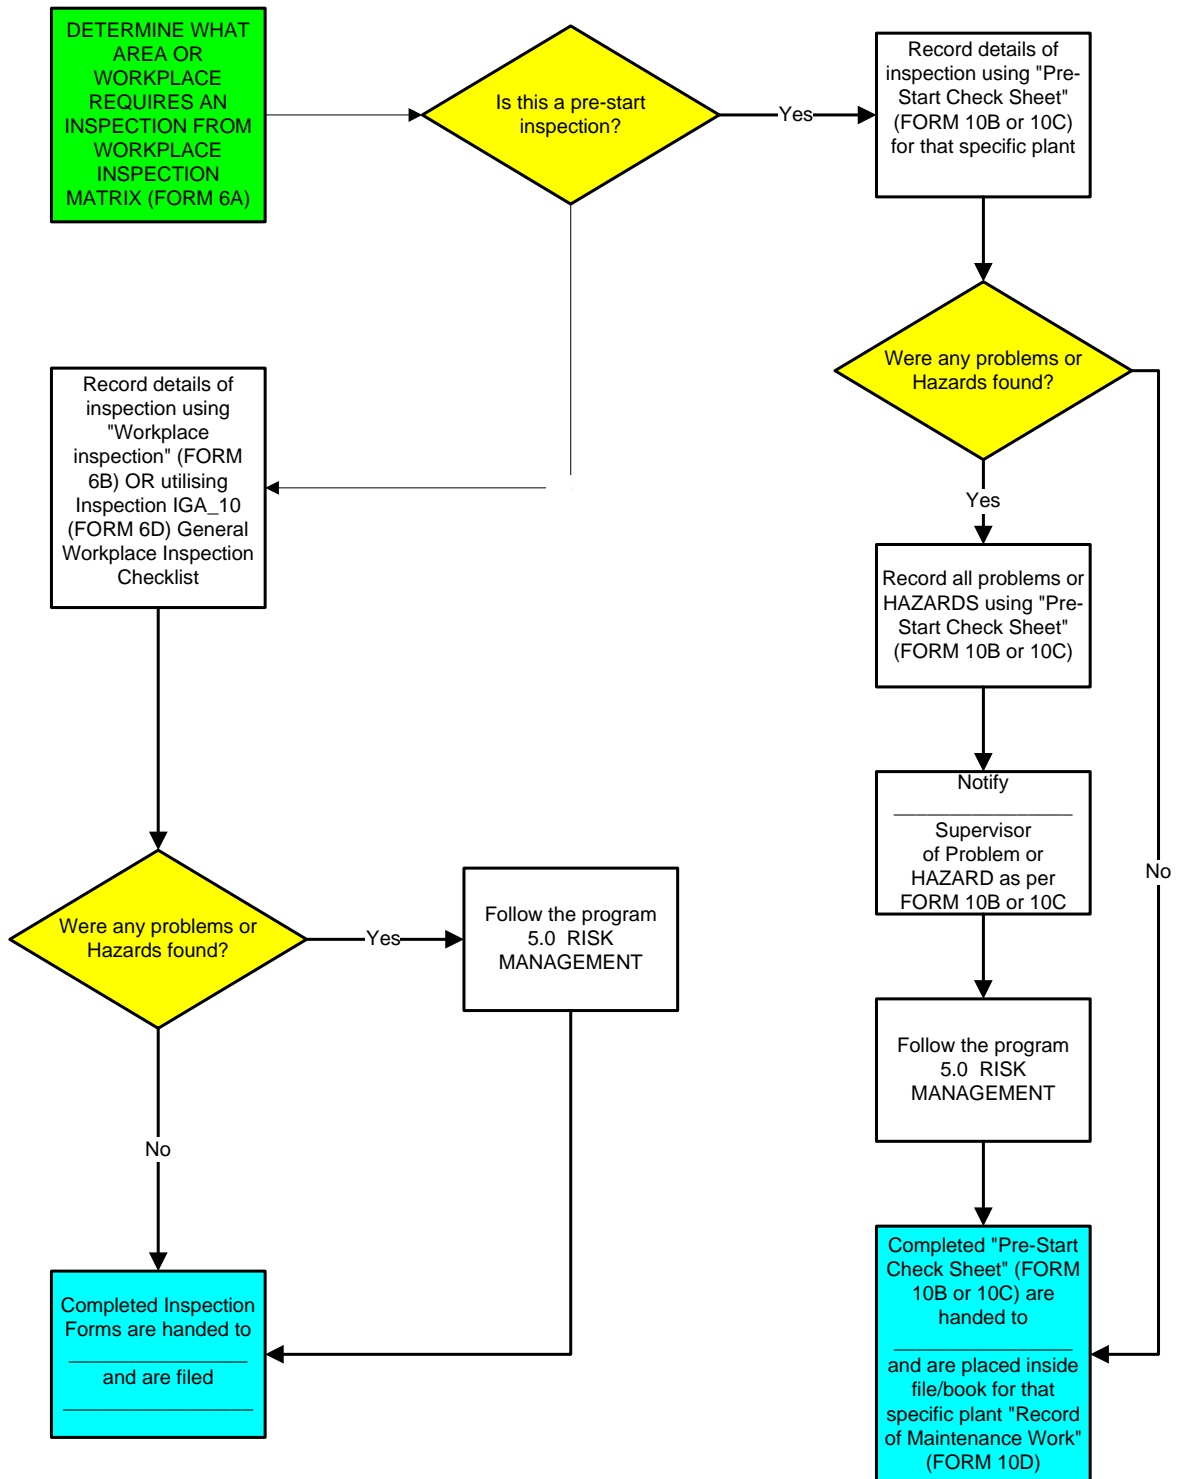 DETERMINE WHAT
AREA OR
WORKPLACE
REQUIRES AN
INSPECTION FROM
WORKPLACE
INSPECTION
MATRIX (FORM 6A)
Is this a pre-start
inspection?
Yes
Record details of
inspection using "Pre-
Start Check Sheet"
(FORM 10B or 10C)
for that specific plant
Were any problems or
Hazards found?
Yes
No
Record all problems or
HAZARDS using "Pre-
Start Check Sheet"
(FORM 10B or 10C)
Notify
________________
Supervisor
of Problem or
HAZARD as per
FORM 10B or 10C
Follow the program
5.0 RISK
MANAGEMENT
Completed "Pre-Start
Check Sheet" (FORM
10B or 10C) are
handed to
________________
and are placed inside
file/book for that
specific plant "Record
of Maintenance Work"
(FORM 10D)
Record details of
inspection using
"Workplace
inspection" (FORM
6B) OR utilising
Inspection IGA_10
(FORM 6D) General
Workplace Inspection
Checklist
Were any problems or
Hazards found?
Yes
Follow the program
5.0 RISK
MANAGEMENT
No
Completed Inspection
Forms are handed to
________________
and are filed
_________________